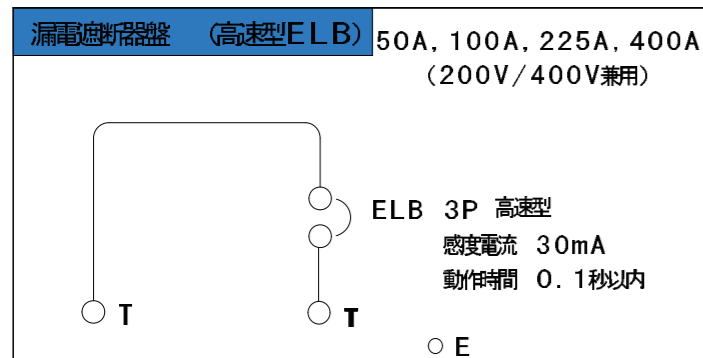 漏電遮断器盤　(高速型ELB)
50A, 100A, 225A, 400A
(200V/400V兼用)
ELB 3P 高速型
感度電流 30mA
動作時間 0.1秒以内
T
T
E